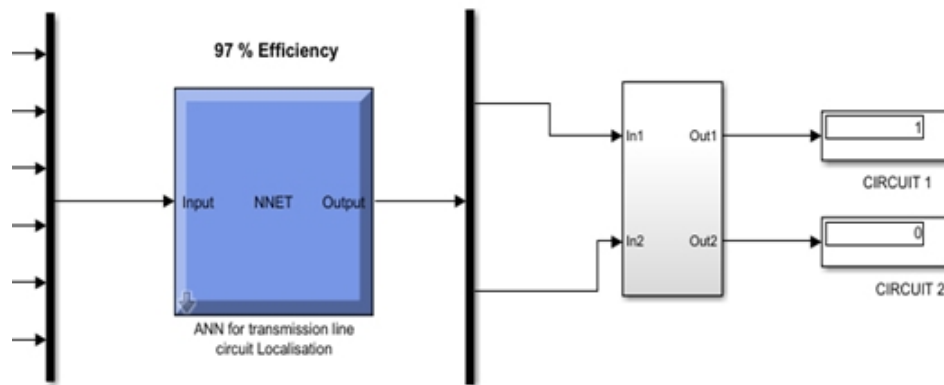 97 % Efficiency
Input NNET Output
ANN for transmission line
circuit Localisation
In1 Out1
In2 Out2
1
CIRCUIT 1
0
CIRCUIT 2